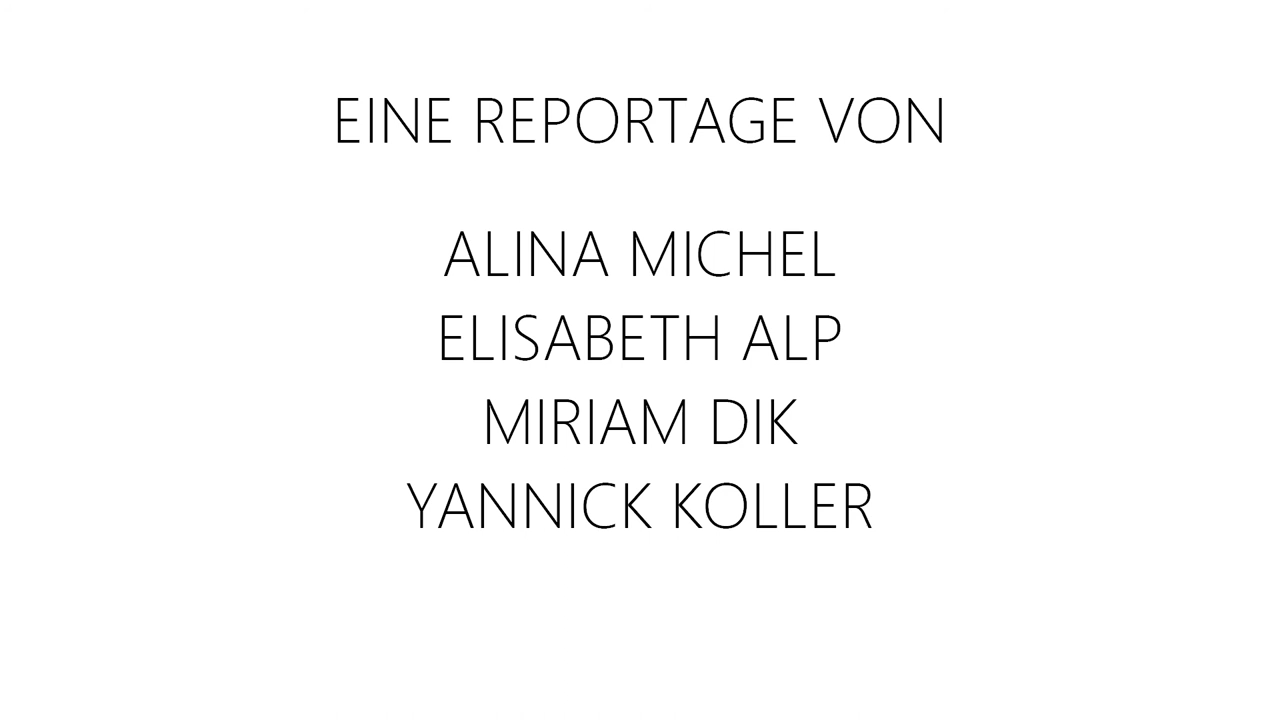 EINE REPORTAGE VON
ALINA MICHEL
ELISABETH ALP
MIRIAM DIK
YANNICK KOLLER